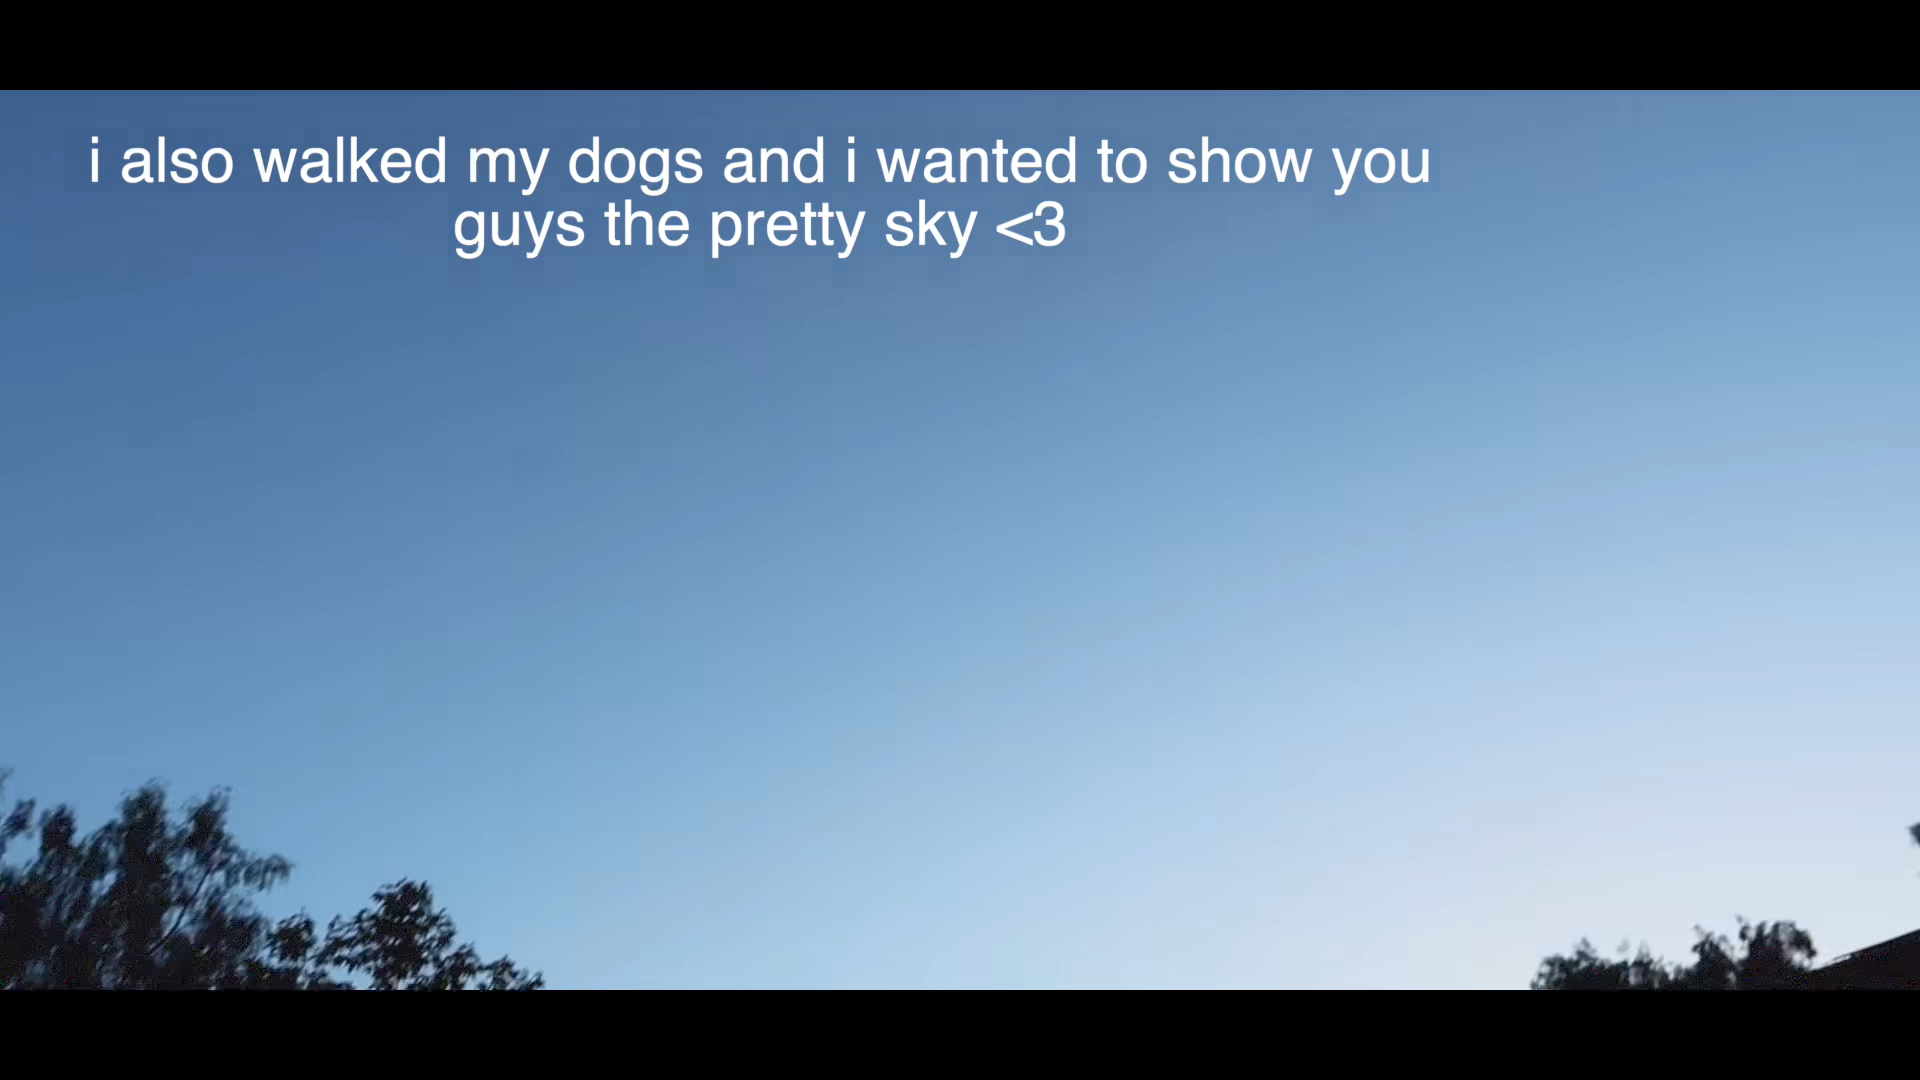 i also walked my dogs and i wanted to show you
guys the pretty sky <3